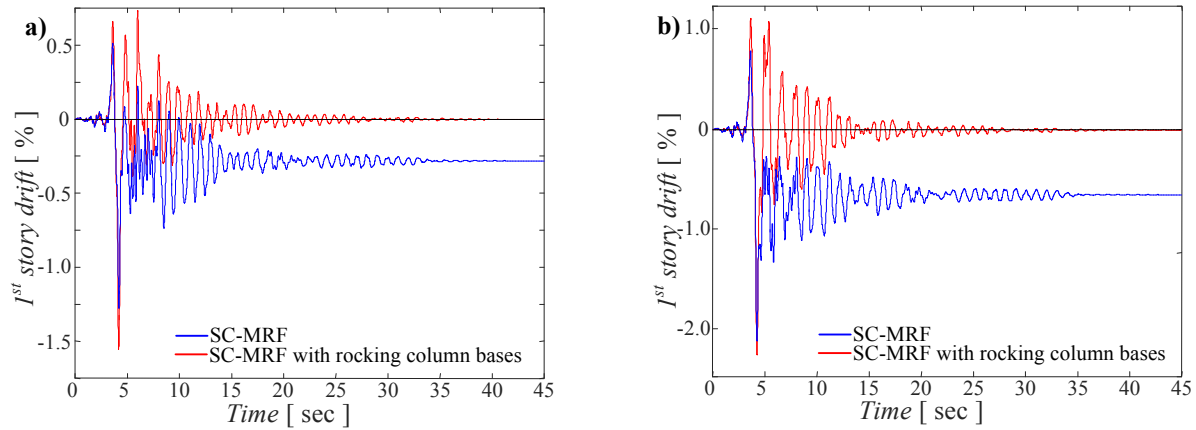 a)
1st story drift [ % ]
0.5
0
-0.5
-1.0
-1.5
SC-MRF
SC-MRF with rocking column bases
0 5 10 15 20 25 30 35 40 45
Time [ sec ]
b)
1st story drift [ % ]
1.0
0
-1.0
-2.0
SC-MRF
SC-MRF with rocking column bases
0 5 10 15 20 25 30 35 40 45
Time [ sec ]